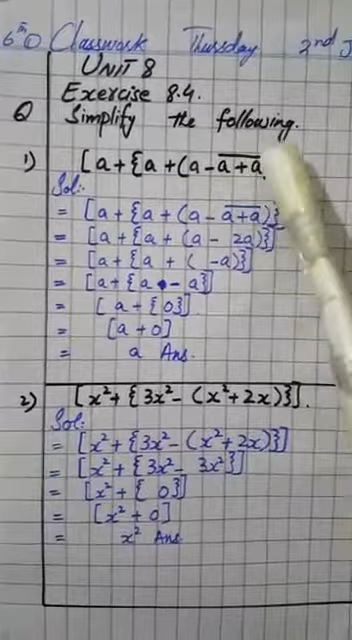 6th D Classwork Thursday 2nd J
UNIT 8
Exercise 8.4.
Q Simplify the following.
1) [a + {a + (a - a̅ ̅+̅ ̅a̅
Sol:-
= [a + {a + (a - a̅ ̅+̅ ̅a̅)}
= [a + {a + (a - 2a)}]
= [a + {a + ( -a)}]
= [a + {a - a}]
= [a + {0}]
= [a + 0]
= a Ans.
2) [x² + {3x² - (x² + 2x)}].
Sol:
= [x² + {3x² - (x² + 2x)}]
= [x² + {3x² - 3x²}]
= [x² + { 0}]
= [x² + 0]
= x² Ans